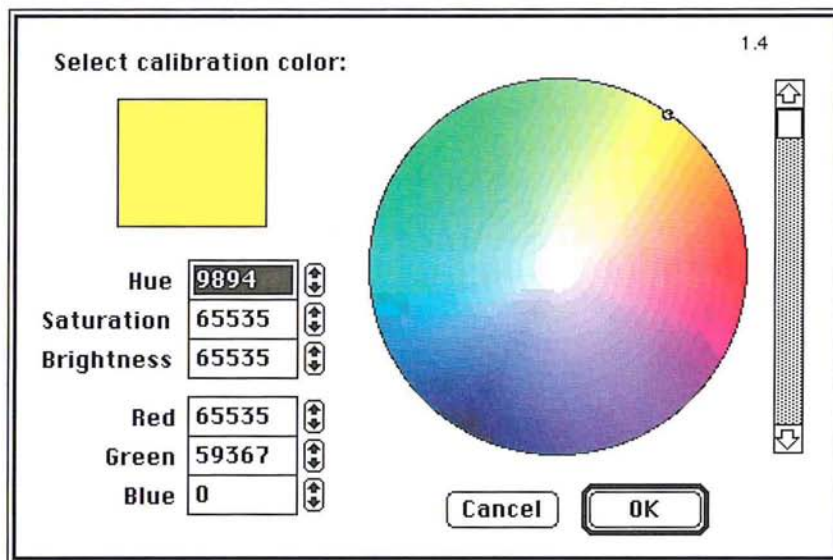 1.4
Select calibration color:
Hue 9894
Saturation 65535
Brightness 65535
Red 65535
Green 59367
Blue 0
Cancel OK